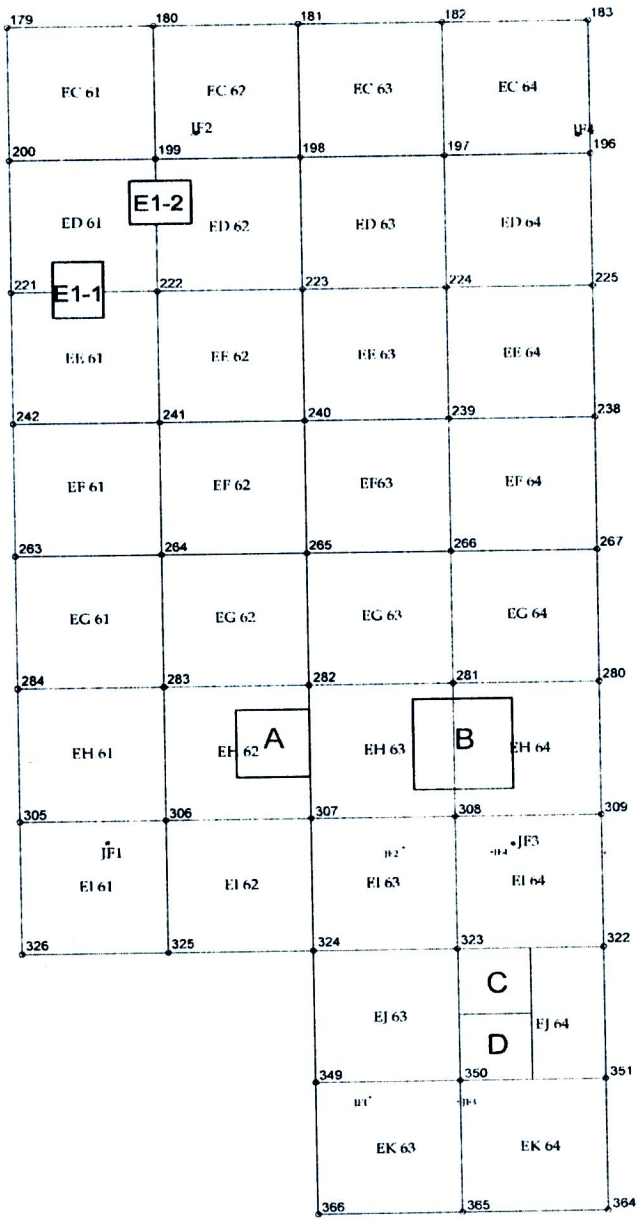 179 180 181 182 183
EC 61 EC 62 EC 63 EC 64
JF2 JF4
200 199 198 197 196
E1-2
ED 61 ED 62 ED 63 ED 64
221 E1-1 222 223 224 225
EE 61 EE 62 EE 63 EE 64
242 241 240 239 238
EF 61 EF 62 EF63 EF 64
263 264 265 266 267
EG 61 EG 62 EG 63 EG 64
284 283 282 281 280
A B
EH 61 EH 62 EH 63 EH 64
305 306 307 308 309
JF1 JF2 JF4 JF3
EI 61 EI 62 EI 63 EI 64
326 325 324 323 322
C
EJ 63 EJ 64
D
349 350 351
JF3
EK 63 EK 64
366 365 364